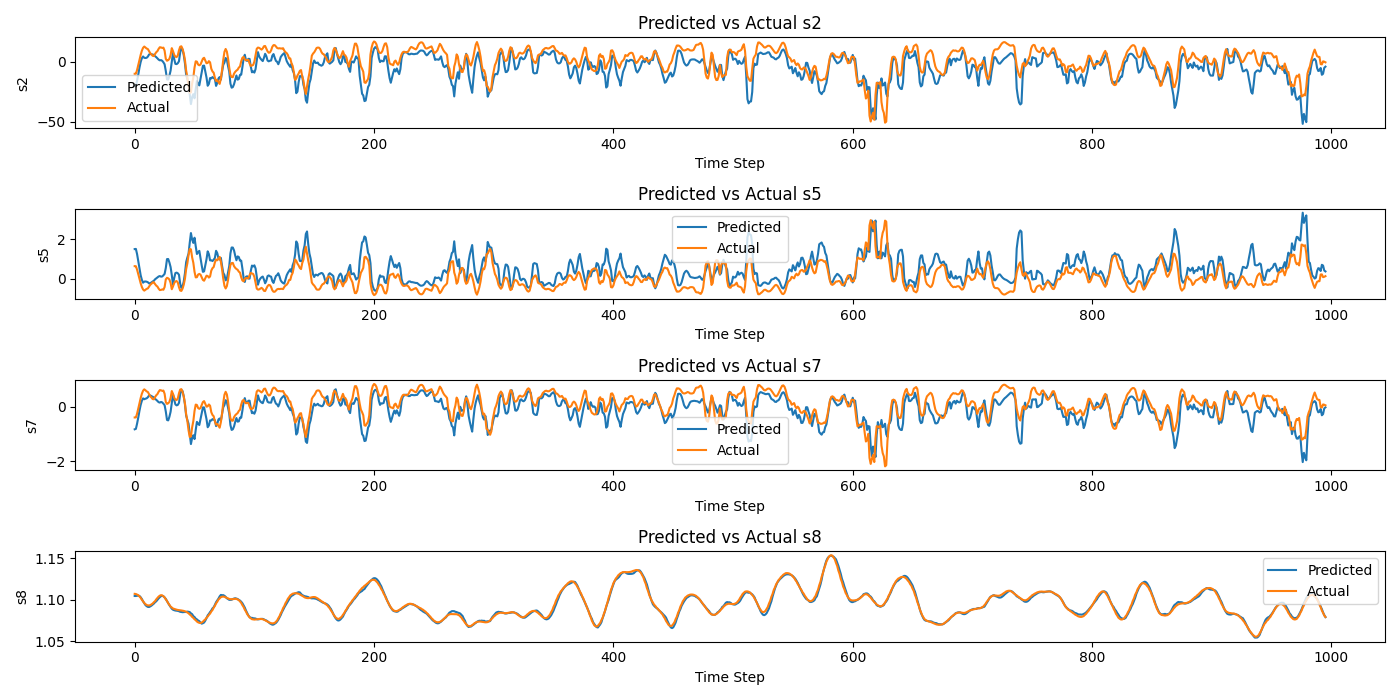 Predicted vs Actual s2
s2
0
−50
Predicted
Actual
0 200 400 600 800 1000
Time Step
Predicted vs Actual s5
s5
2
0
Predicted
Actual
0 200 400 600 800 1000
Time Step
Predicted vs Actual s7
s7
0
−2
Predicted
Actual
0 200 400 600 800 1000
Time Step
Predicted vs Actual s8
s8
1.15
1.10
1.05
Predicted
Actual
0 200 400 600 800 1000
Time Step